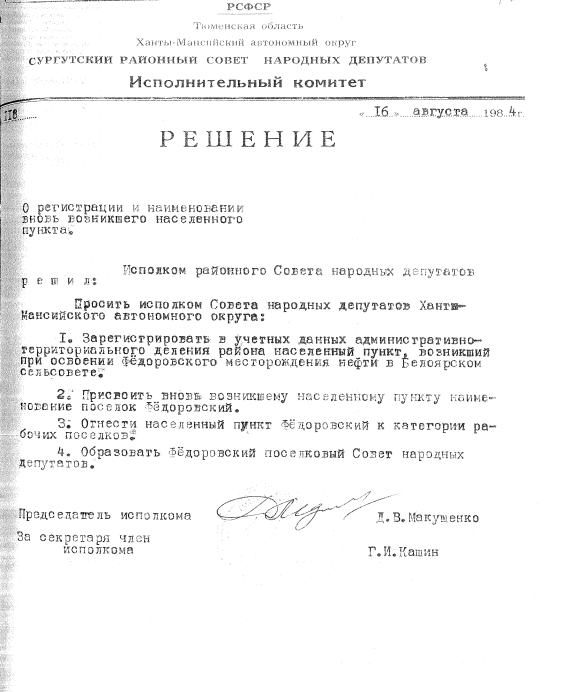 РСФСР
Тюменская область
Ханты-Мансийский автономный округ
СУРГУТСКИЙ РАЙОННЫЙ СОВЕТ НАРОДНЫХ ДЕПУТАТОВ
Исполнительный комитет
118 «16» августа 1984г.
РЕШЕНИЕ
О регистрации и наименовании
вновь возникшего населенного
пункта.
Исполком районного Совета народных депутатов
р е ш и л:
Просить исполком Совета народных депутатов Ханты-
Мансийского автономного округа:
I. Зарегистрировать в учетных данных административно-
территориального деления района населенный пункт, возникший
при освоении Фёдоровского месторождения нефти в Белоярском
сельсовете.
2. Присвоить вновь возникшему населенному пункту наиме-
нование поселок Фёдоровский.
3. Отнести населенный пункт Фёдоровский к категории ра-
бочих поселков.
4. Образовать Фёдоровский поселковый Совет народных
депутатов.
Председатель исполкома Д.В.Макущенко
За секретаря член
исполкома Г.И.Кашин